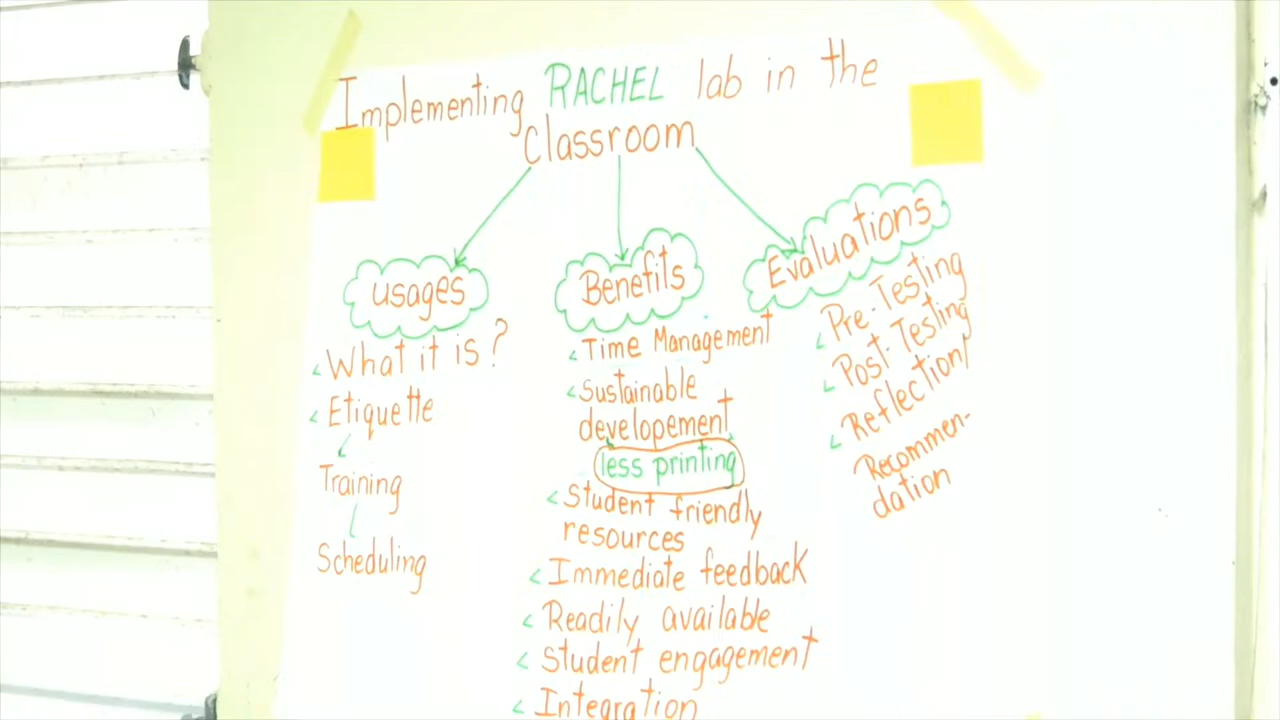 Implementing RACHEL lab in the
Classroom
usages
What it is?
Etiquette
Training
Scheduling
Benefits
Time Management
Sustainable
developement
less printing
Student friendly
resources
Immediate feedback
Readily available
Student engagement
Integration
Evaluations
Pre-Testing
Post-Testing
Reflection/
Recommen-
dation